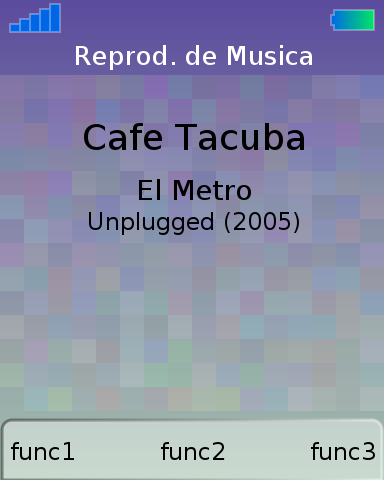 Reprod. de Musica
Cafe Tacuba
El Metro
Unplugged (2005)
func1 func2 func3